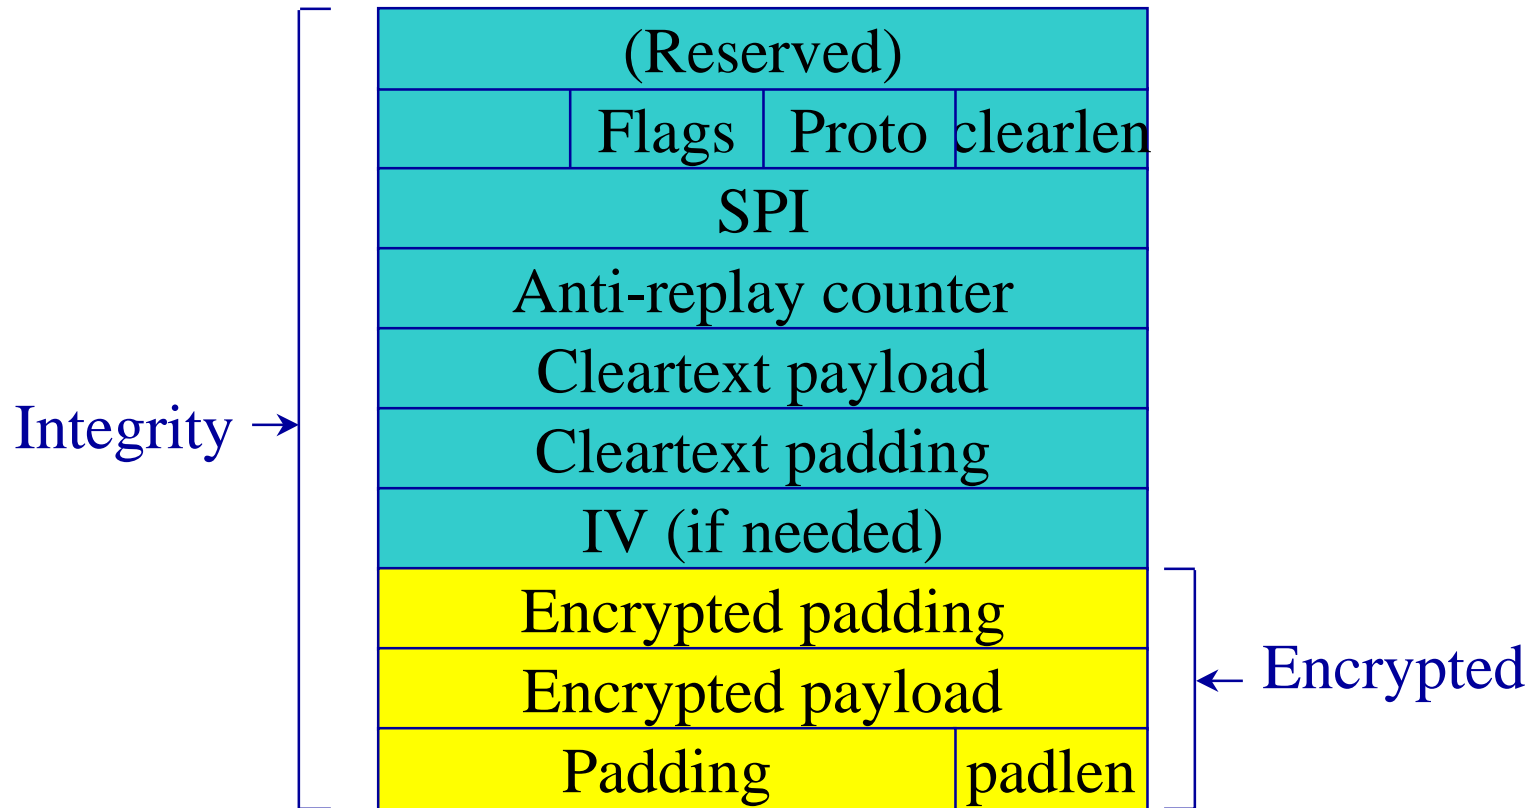 (Reserved)
Flags Proto clearlen
SPI
Anti-replay counter
Cleartext payload
Integrity
Cleartext padding
IV (if needed)
Encrypted padding
Encrypted payload
Encrypted
Padding padlen